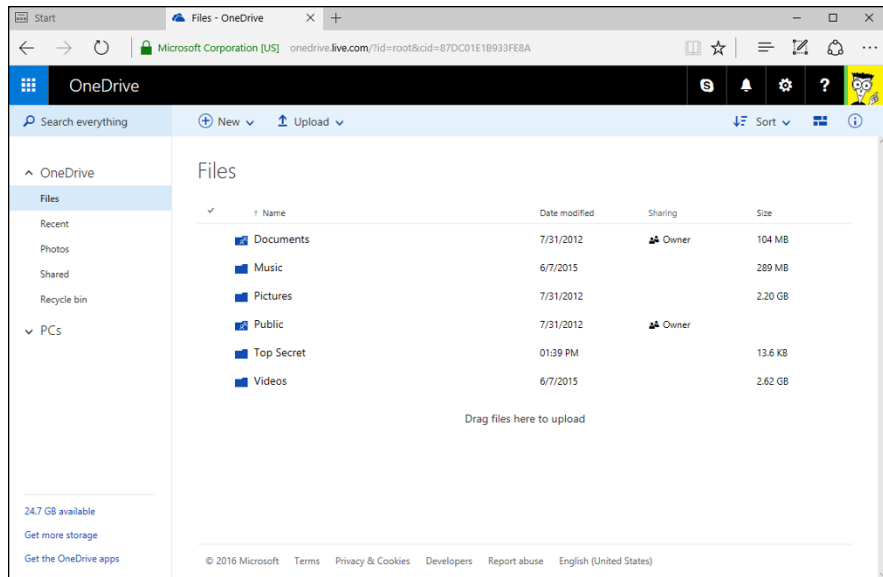 Start
Files - OneDrive
Microsoft Corporation [US] onedrive.live.com/?id=root&cid=87DC01E1B933FE8A
OneDrive
?
Search everything
New
Upload
Sort
OneDrive
Files
Recent
Photos
Shared
Recycle bin
PCs
Files
Name Date modified Sharing Size
Documents 7/31/2012 Owner 104 MB
Music 6/7/2015 289 MB
Pictures 7/31/2012 2.20 GB
Public 7/31/2012 Owner
Top Secret 01:39 PM 13.6 KB
Videos 6/7/2015 2.62 GB
Drag files here to upload
24.7 GB available
Get more storage
Get the OneDrive apps
© 2016 Microsoft Terms Privacy & Cookies Developers Report abuse English (United States)